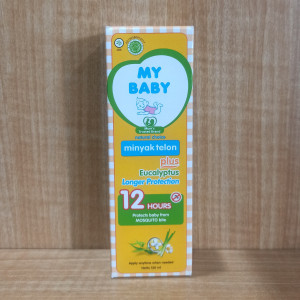 MY
BABY
minyak telon
plus
Eucalyptus
Longer Protection
12 HOURS
Protects baby from
MOSQUITO bite